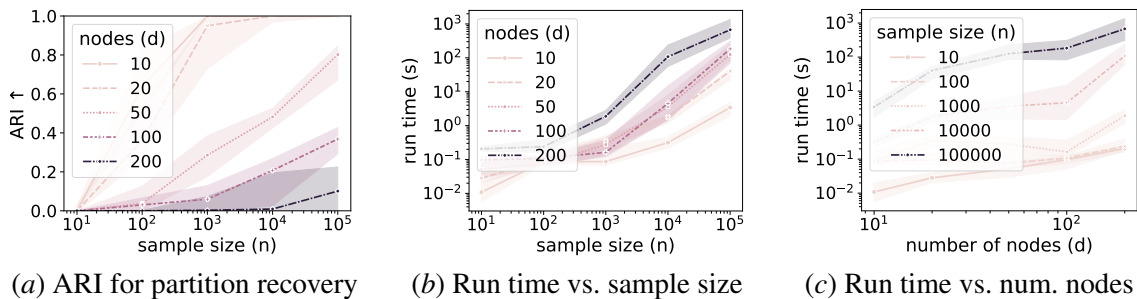 1.0
0.8
0.6
0.4
0.2
0.0
ARI ↑
nodes (d)
10
20
50
100
200
10¹ 10² 10³ 10⁴ 10⁵
sample size (n)
(a) ARI for partition recovery
10³
10²
10¹
10⁰
10⁻¹
10⁻²
run time (s)
nodes (d)
10
20
50
100
200
10¹ 10² 10³ 10⁴ 10⁵
sample size (n)
(b) Run time vs. sample size
10³
10²
10¹
10⁰
10⁻¹
10⁻²
run time (s)
sample size (n)
10
100
1000
10000
100000
10¹ 10²
number of nodes (d)
(c) Run time vs. num. nodes